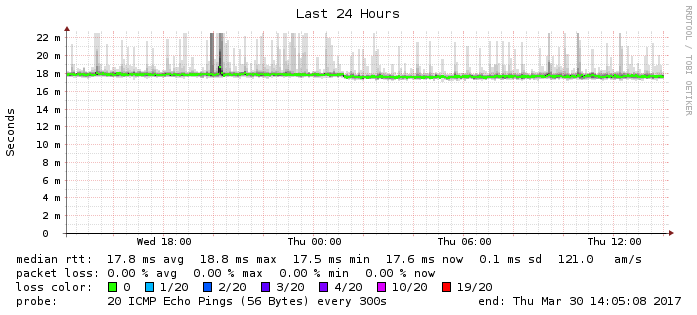 Last 24 Hours
RRDTOOL / TOBI OETIKER
Seconds
22 m
20 m
18 m
16 m
14 m
12 m
10 m
8 m
6 m
4 m
2 m
0
Wed 18:00 Thu 00:00 Thu 06:00 Thu 12:00
median rtt: 17.8 ms avg 18.8 ms max 17.5 ms min 17.6 ms now 0.1 ms sd 121.0 am/s
packet loss: 0.00 % avg 0.00 % max 0.00 % min 0.00 % now
loss color: 0 1/20 2/20 3/20 4/20 10/20 19/20
probe: 20 ICMP Echo Pings (56 Bytes) every 300s end: Thu Mar 30 14:05:08 2017